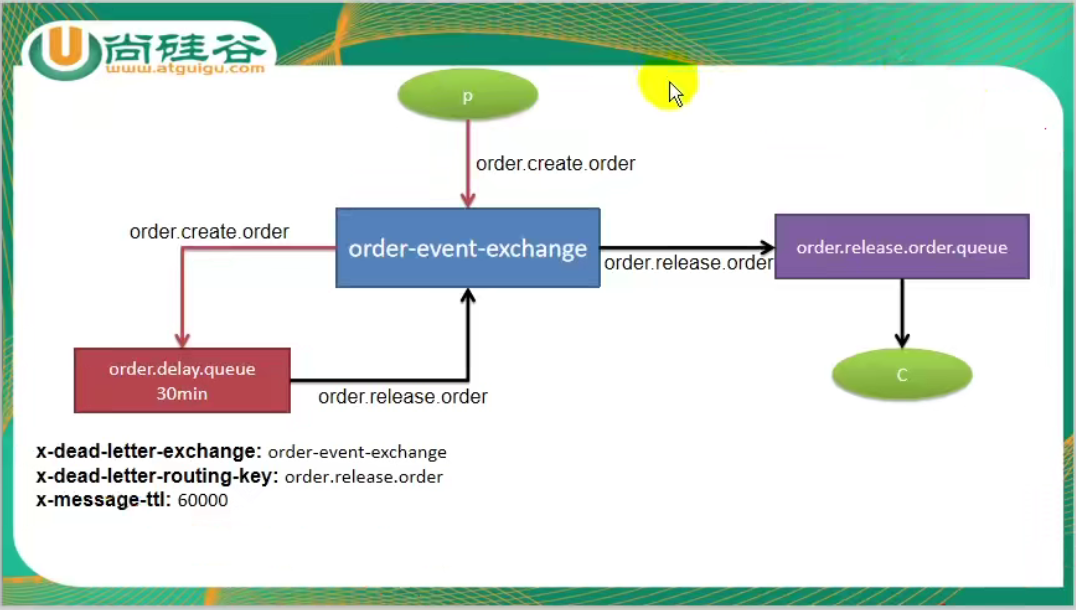 尚硅谷
www.atguigu.com
p
order.create.order
order.create.order
order-event-exchange
order.release.order
order.release.order.queue
order.delay.queue
30min
order.release.order
C
x-dead-letter-exchange: order-event-exchange
x-dead-letter-routing-key: order.release.order
x-message-ttl: 60000